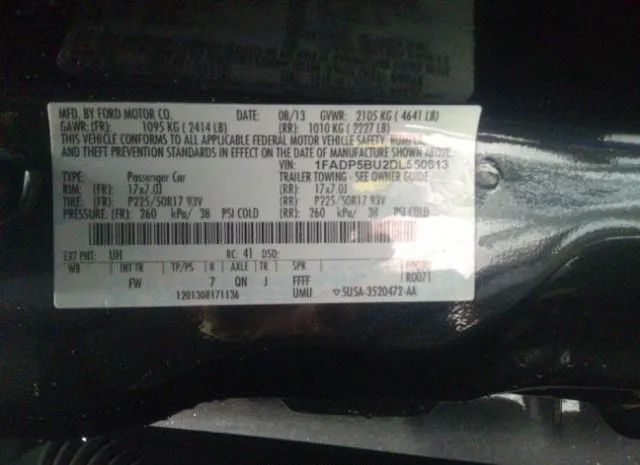 MFD. BY FORD MOTOR CO. DATE: 08/13 GVWR: 2105 KG ( 4641 LB)
GAWR: (FR): 1095 KG ( 2414 LB) (RR): 1010 KG ( 2227 LB)
THIS VEHICLE CONFORMS TO ALL APPLICABLE FEDERAL MOTOR VEHICLE SAFETY, BUMPER,
AND THEFT PREVENTION STANDARDS IN EFFECT ON THE DATE OF MANUFACTURE SHOWN ABOVE.
VIN: 1FADP5BU2DL550813
TYPE: Passenger Car TRAILER TOWING - SEE OWNER GUIDE
RIM: (FR): 17x7.0J (RR): 17x7.0J
TIRE: (FR): P225/50R17 93V (RR): P225/50R17 93V
PRESSURE: (FR): 260 kPa/ 38 PSI COLD (RR): 260 kPa/ 38 PSI COLD
EXT PNT: UH RC: 41 DSO:
WB INT TR TP/PS R AXLE TR SPR
FW 7 QN J FFFF R0071
1201308171136 UMU 5USA-3520472-AA